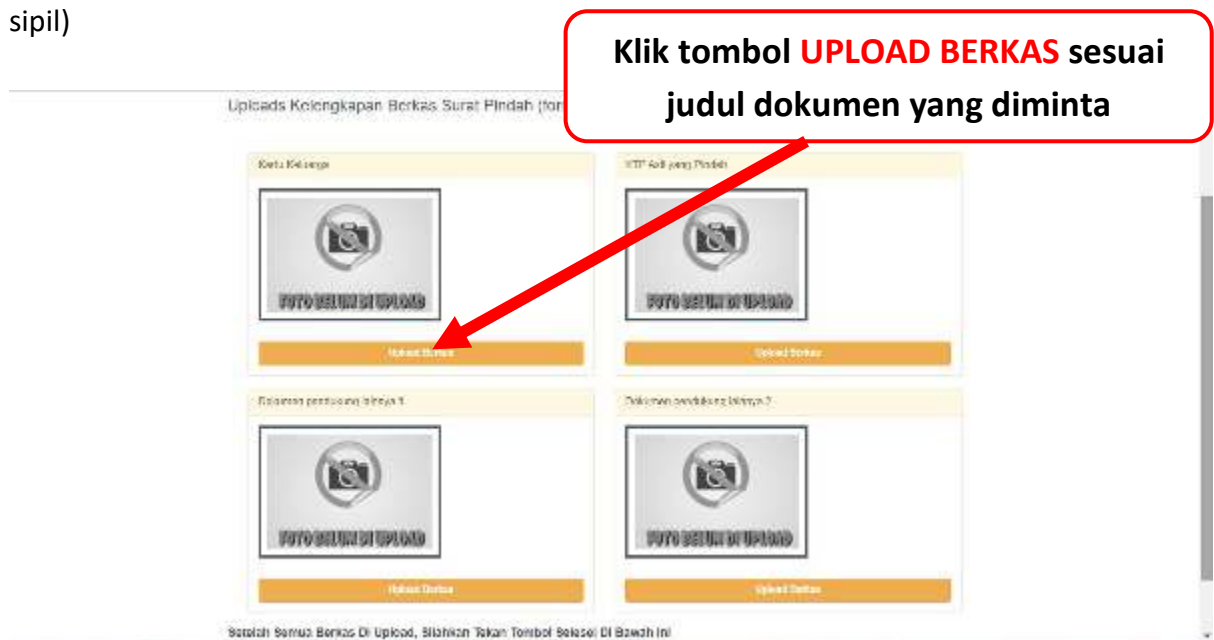 sipil)
Klik tombol UPLOAD BERKAS sesuai
judul dokumen yang diminta
Uploads Kelengkapan Berkas Surat Pindah (for
Kartu Keluarga
KTP Asli yang Pindah
FOTO BELUM DI UPLOAD
FOTO BELUM DI UPLOAD
Upload Berkas
Upload Berkas
Dokumen pendukung lainnya 1
Dokumen pendukung lainnya 2
FOTO BELUM DI UPLOAD
FOTO BELUM DI UPLOAD
Upload Berkas
Upload Berkas
Setelah Semua Berkas Di Upload, Silahkan Tekan Tombol Selesei Di Bawah Ini